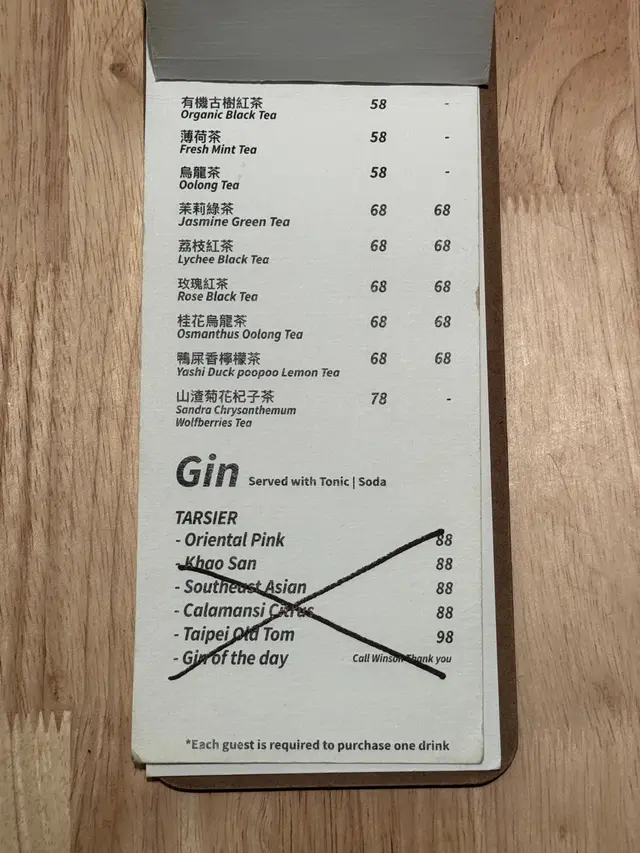 有機古樹紅茶 58 -
Organic Black Tea
薄荷茶 58 -
Fresh Mint Tea
烏龍茶 58 -
Oolong Tea
茉莉綠茶 68 68
Jasmine Green Tea
荔枝紅茶 68 68
Lychee Black Tea
玫瑰紅茶 68 68
Rose Black Tea
桂花烏龍茶 68 68
Osmanthus Oolong Tea
鴨屎香檸檬茶 68 68
Yashi Duck poopoo Lemon Tea
山渣菊花杞子茶 78 -
Sandra Chrysanthemum
Wolfberries Tea
Gin Served with Tonic | Soda
TARSIER
- Oriental Pink 88
- Khao San 88
- Southeast Asian 88
- Calamansi Citrus 88
- Taipei Old Tom 98
- Gin of the day Call Winson Thank you
*Each guest is required to purchase one drink